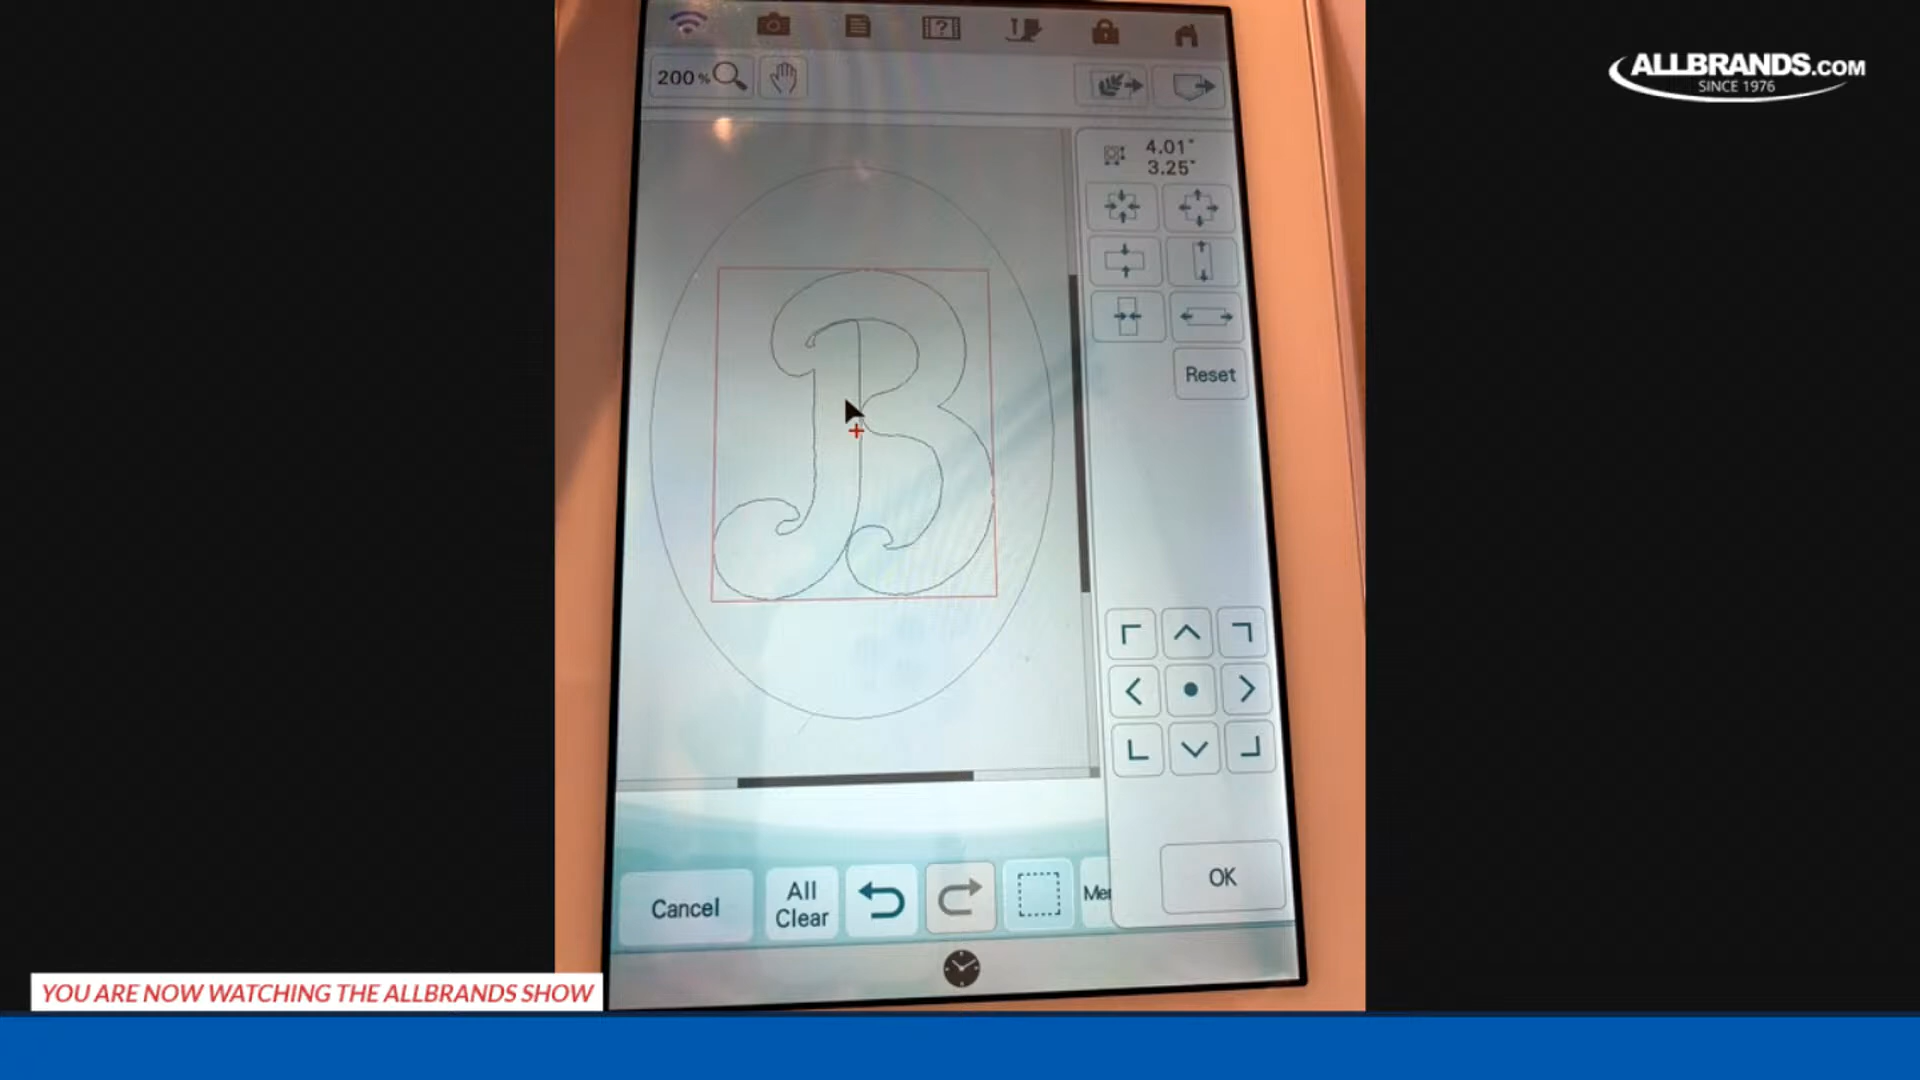 200%
4.01"
3.25"
Reset
B
OK
Cancel
All
Clear
Mem
ALLBRANDS.COM
SINCE 1976
YOU ARE NOW WATCHING THE ALLBRANDS SHOW